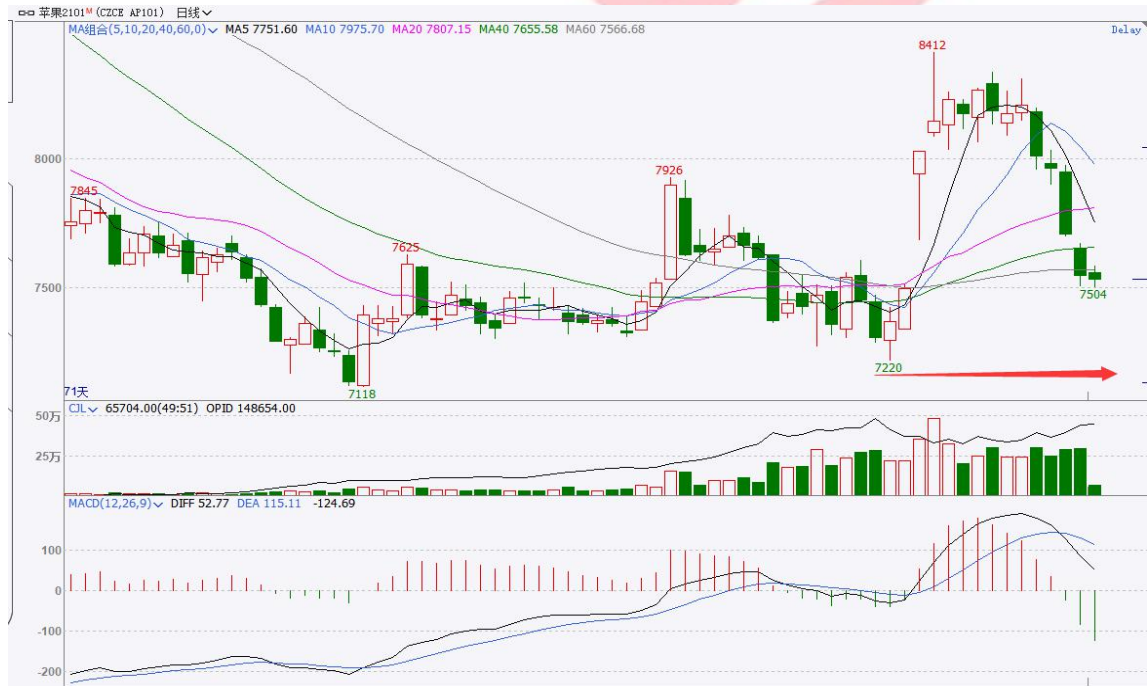 苹果2101M (CZCE AP101) 日线
MA组合(5,10,20,40,60,0) MA5 7751.60 MA10 7975.70 MA20 7807.15 MA40 7655.58 MA60 7566.68
Delay
8412
8000
7926
7845
7625
7500
7504
7220
7118
71天
CJL 65704.00(49:51) OPID 148654.00
50万
25万
MACD(12,26,9) DIFF 52.77 DEA 115.11 -124.69
100
0
-100
-200